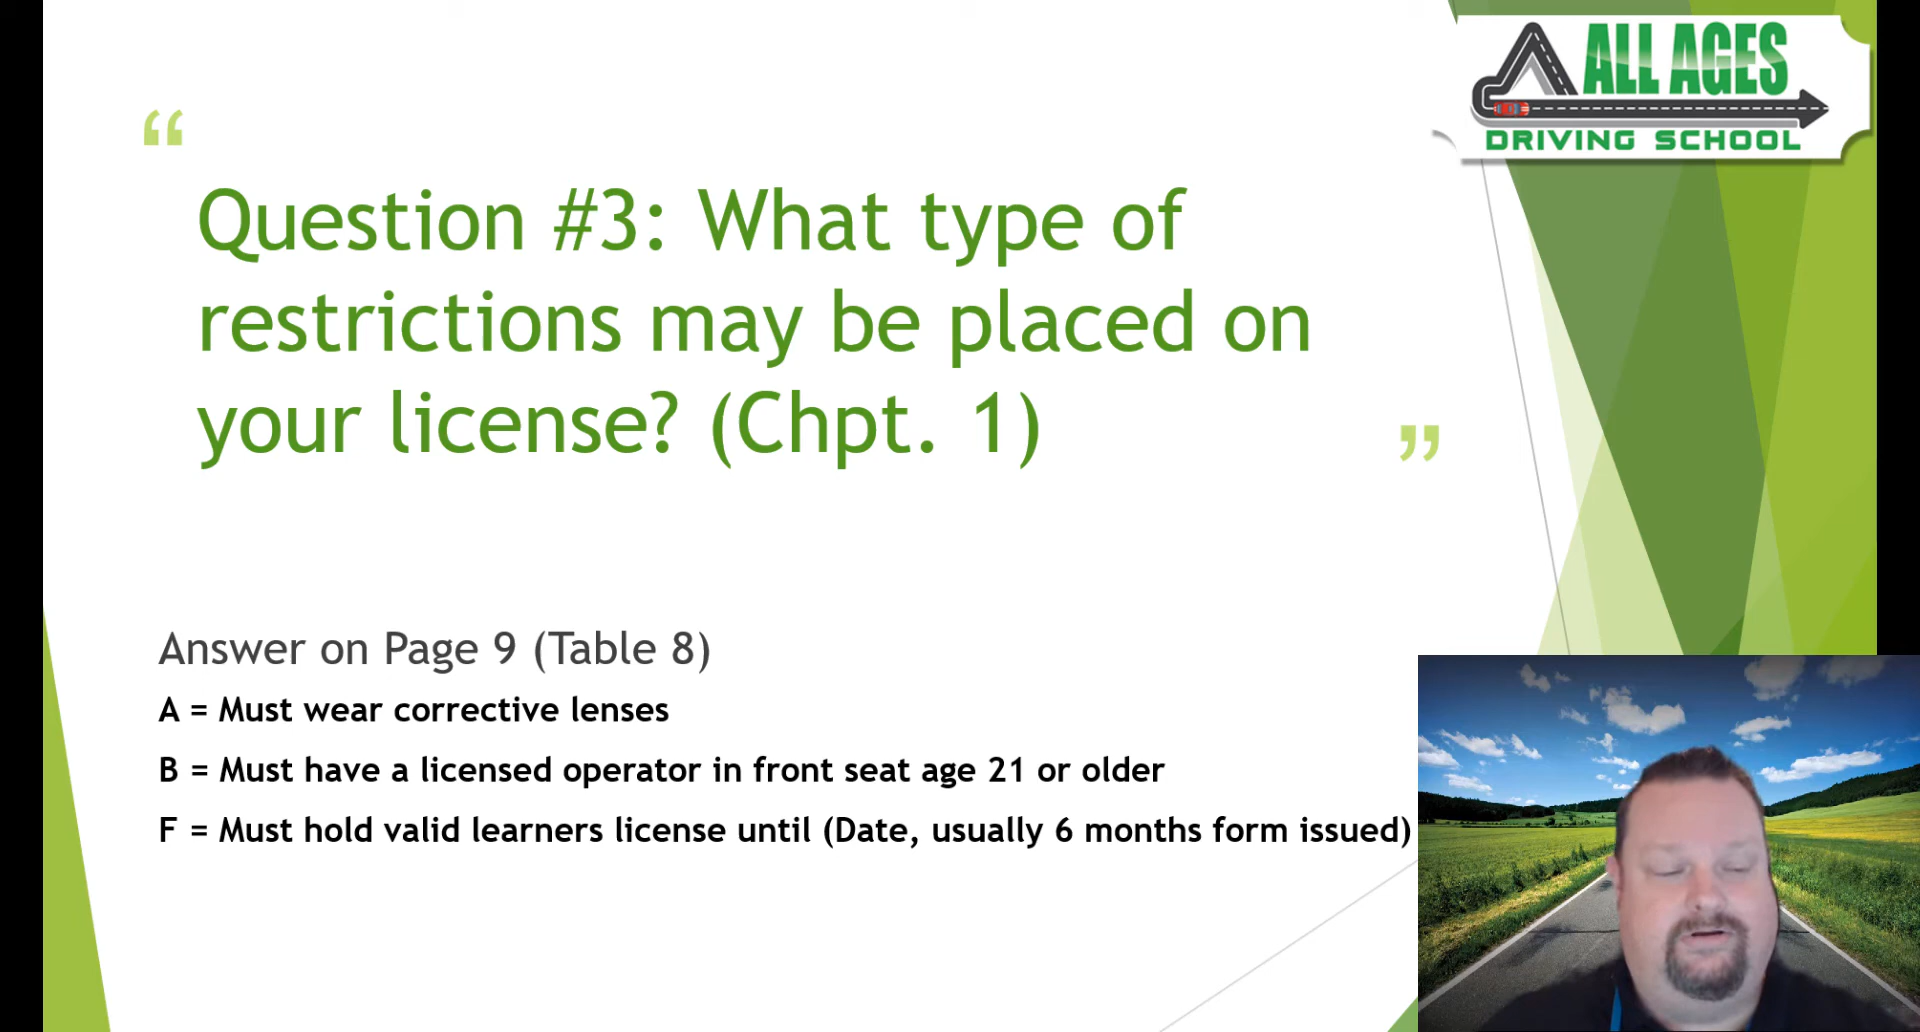 ALL AGES
DRIVING SCHOOL
“
Question #3: What type of
restrictions may be placed on
your license? (Chpt. 1)
”
Answer on Page 9 (Table 8)
A = Must wear corrective lenses
B = Must have a licensed operator in front seat age 21 or older
F = Must hold valid learners license until (Date, usually 6 months form issued)